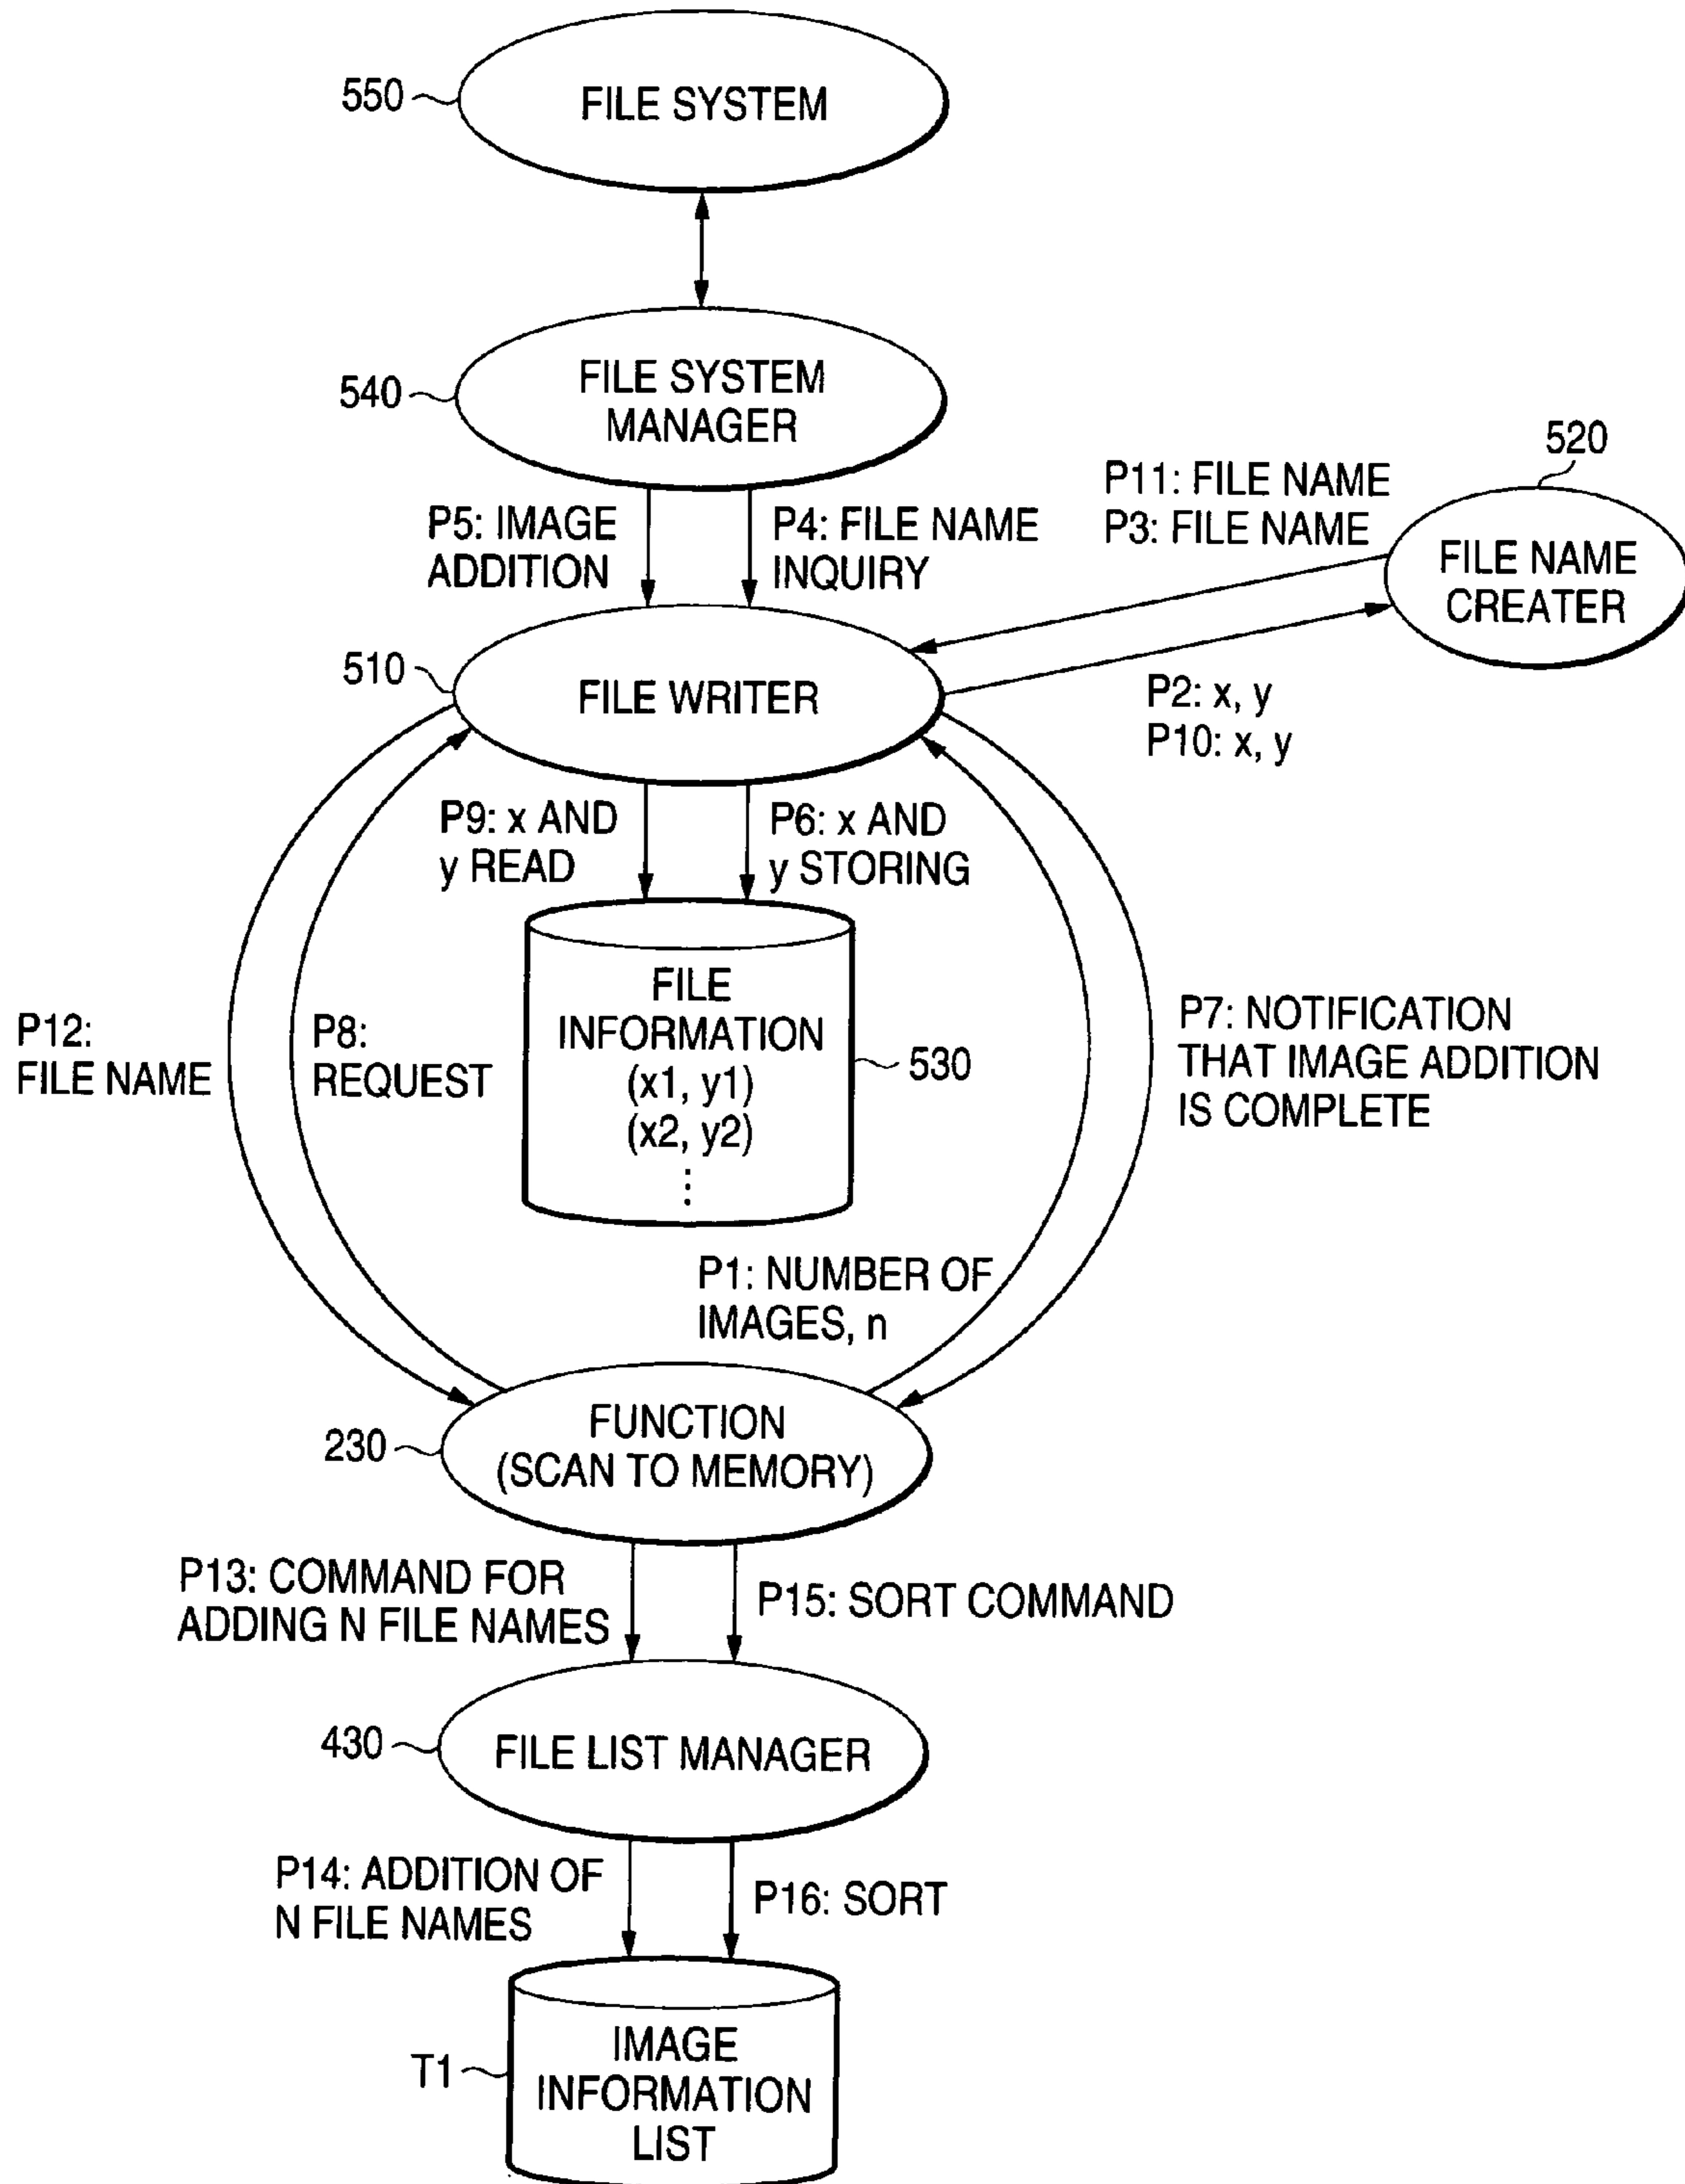 550
FILE SYSTEM
540
FILE SYSTEM
MANAGER
520
P11: FILE NAME
P3: FILE NAME
P5: IMAGE
ADDITION
P4: FILE NAME
INQUIRY
FILE NAME
CREATER
510
FILE WRITER
P2: x, y
P10: x, y
P9: x AND
y READ
P6: x AND
y STORING
P12:
FILE NAME
P8:
REQUEST
FILE
INFORMATION
(x1, y1)
(x2, y2)
⋮
530
P7: NOTIFICATION
THAT IMAGE ADDITION
IS COMPLETE
P1: NUMBER OF
IMAGES, n
230
FUNCTION
(SCAN TO MEMORY)
P13: COMMAND FOR
ADDING N FILE NAMES
P15: SORT COMMAND
430
FILE LIST MANAGER
P14: ADDITION OF
N FILE NAMES
P16: SORT
T1
IMAGE
INFORMATION
LIST